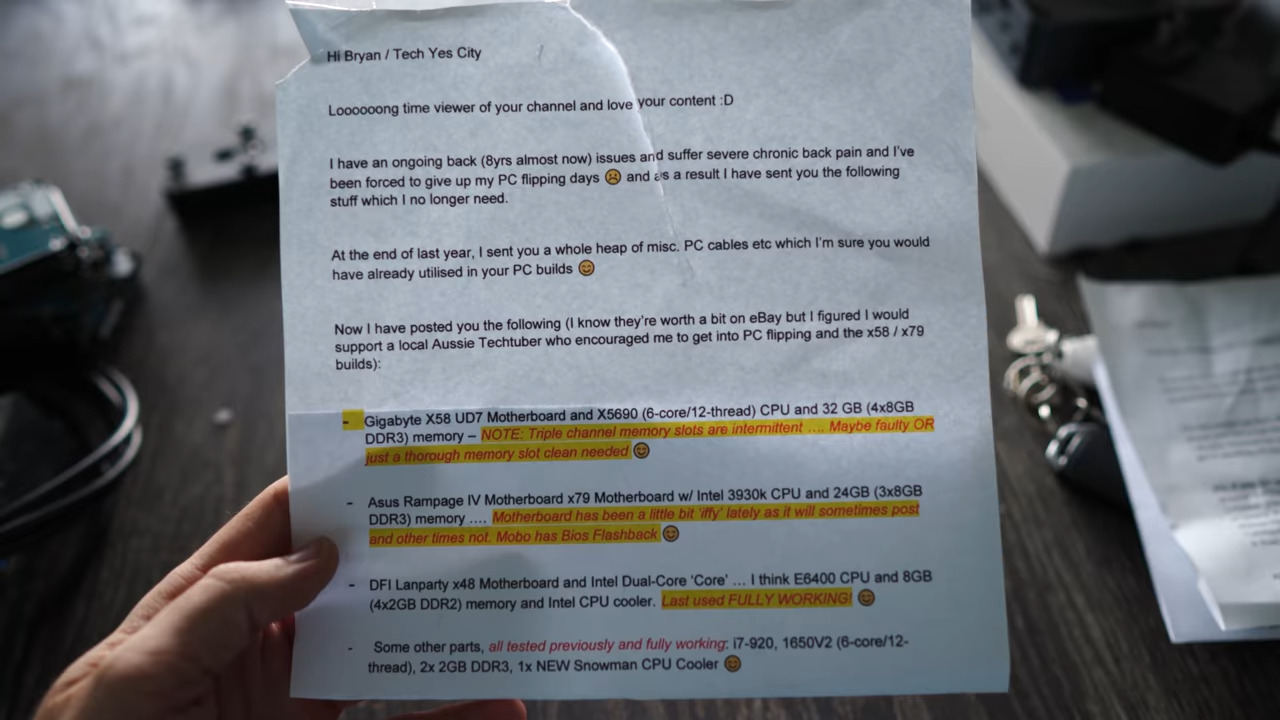 Hi Bryan / Tech Yes City
Loooooong time viewer of your channel and love your content :D
I have an ongoing back (8yrs almost now) issues and suffer severe chronic back pain and I've
been forced to give up my PC flipping days ☹ and as a result I have sent you the following
stuff which I no longer need.
At the end of last year, I sent you a whole heap of misc. PC cables etc which I'm sure you would
have already utilised in your PC builds 😊
Now I have posted you the following (I know they're worth a bit on eBay but I figured I would
support a local Aussie Techtuber who encouraged me to get into PC flipping and the x58 / x79
builds):
- Gigabyte X58 UD7 Motherboard and X5690 (6-core/12-thread) CPU and 32 GB (4x8GB
DDR3) memory – NOTE: Triple channel memory slots are intermittent .... Maybe faulty OR
just a thorough memory slot clean needed 😊
- Asus Rampage IV Motherboard x79 Motherboard w/ Intel 3930k CPU and 24GB (3x8GB
DDR3) memory .... Motherboard has been a little bit 'iffy' lately as it will sometimes post
and other times not. Mobo has Bios Flashback 😊
- DFI Lanparty x48 Motherboard and Intel Dual-Core 'Core' ... I think E6400 CPU and 8GB
(4x2GB DDR2) memory and Intel CPU cooler. Last used FULLY WORKING! 😊
- Some other parts, all tested previously and fully working: i7-920, 1650V2 (6-core/12-
thread), 2x 2GB DDR3, 1x NEW Snowman CPU Cooler 😊